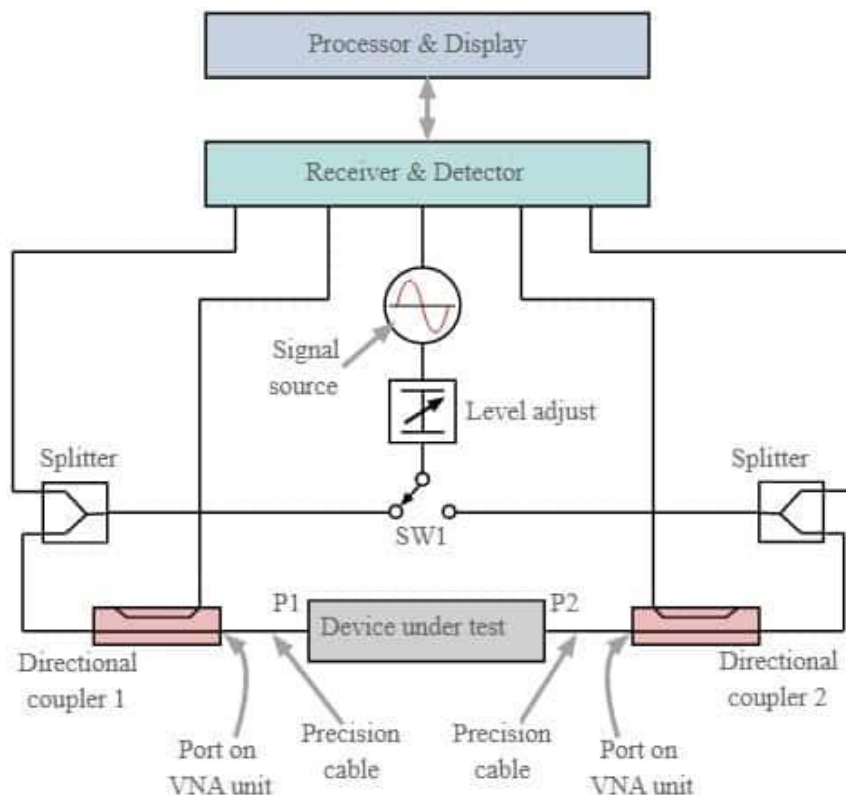 Processor & Display
Receiver & Detector
Signal
source
Level adjust
Splitter
Splitter
SW1
P1
Device under test
P2
Directional
coupler 1
Directional
coupler 2
Port on
VNA unit
Precision
cable
Precision
cable
Port on
VNA unit